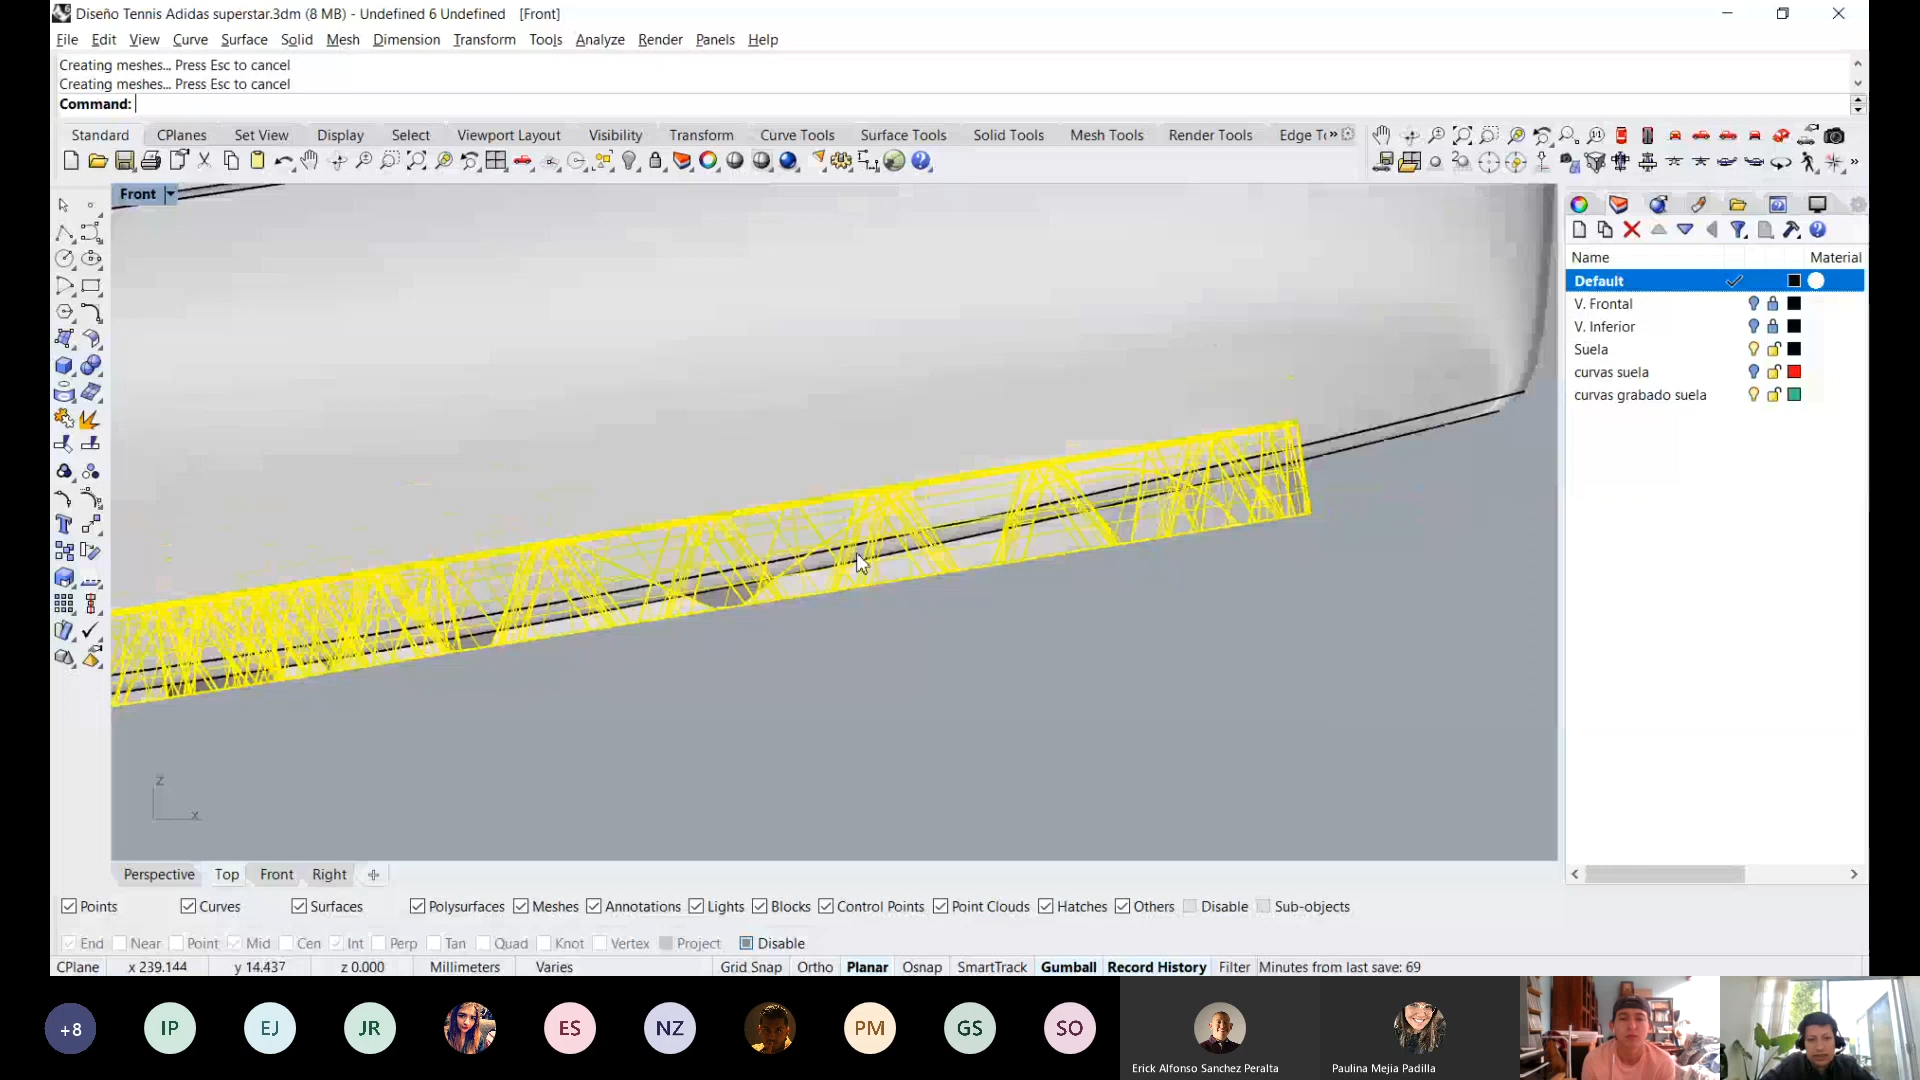 Diseño Tennis Adidas superstar.3dm (8 MB) - Undefined 6 Undefined    [Front]
File Edit View Curve Surface Solid Mesh Dimension Transform Tools Analyze Render Panels Help
Creating meshes... Press Esc to cancel
Creating meshes... Press Esc to cancel
Command:
Standard CPlanes Set View Display Select Viewport Layout Visibility Transform Curve Tools Surface Tools Solid Tools Mesh Tools Render Tools Edge To
Front
Name Material
Default
V. Frontal
V. Inferior
Suela
curvas suela
curvas grabado suela
z
x
Perspective Top Front Right
Points Curves Surfaces Polysurfaces Meshes Annotations Lights Blocks Control Points Point Clouds Hatches Others Disable Sub-objects
End Near Point Mid Cen Int Perp Tan Quad Knot Vertex Project Disable
CPlane x 239.144 y 14.437 z 0.000 Millimeters Varies Grid Snap Ortho Planar Osnap SmartTrack Gumball Record History Filter Minutes from last save: 69
+8 IP EJ JR ES NZ PM GS SO
Erick Alfonso Sanchez Peralta Paulina Mejia Padilla